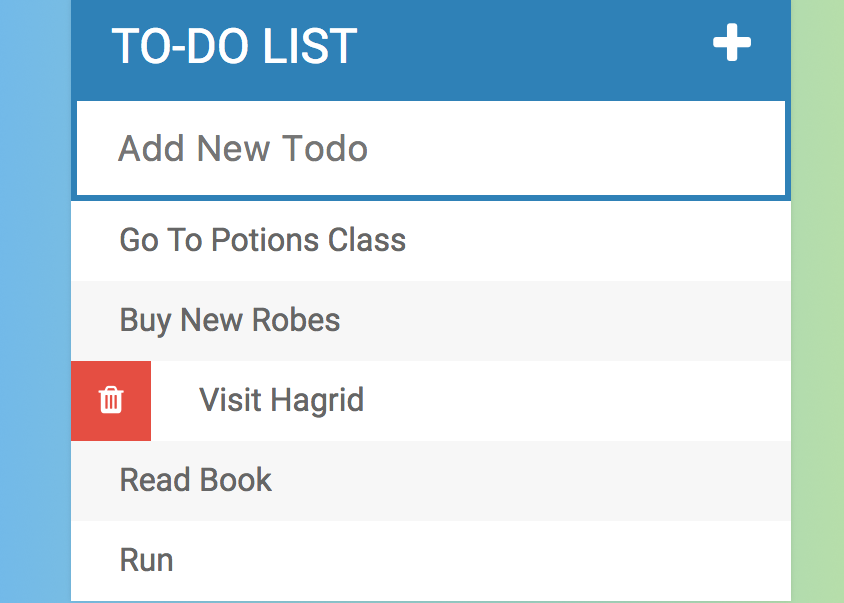 TO-DO LIST
Add New Todo
Go To Potions Class
Buy New Robes
Visit Hagrid
Read Book
Run